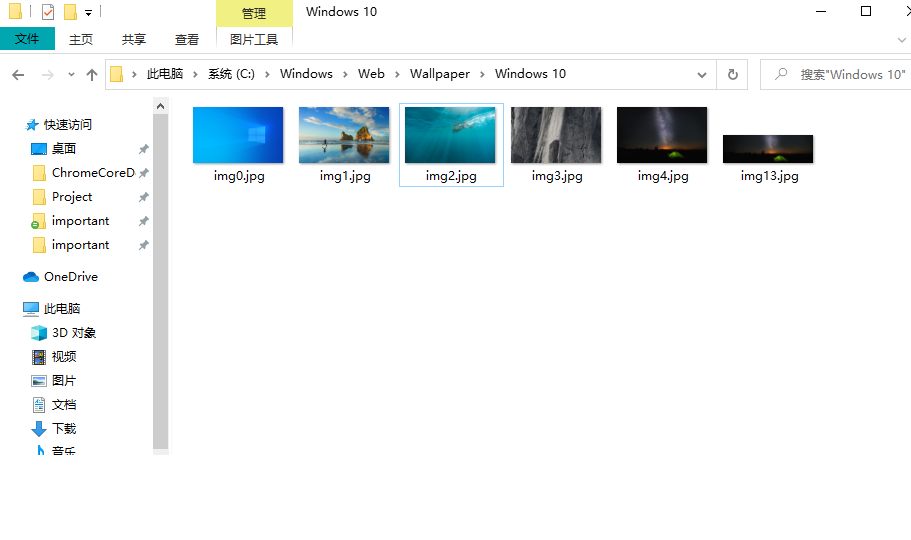 管理 Windows 10
文件 主页 共享 查看 图片工具
此电脑 系统 (C:) Windows Web Wallpaper Windows 10 搜索"Windows 10"
快速访问
桌面
ChromeCoreD
Project
important
important
OneDrive
此电脑
3D 对象
视频
图片
文档
下载
音乐
img0.jpg img1.jpg img2.jpg img3.jpg img4.jpg img13.jpg